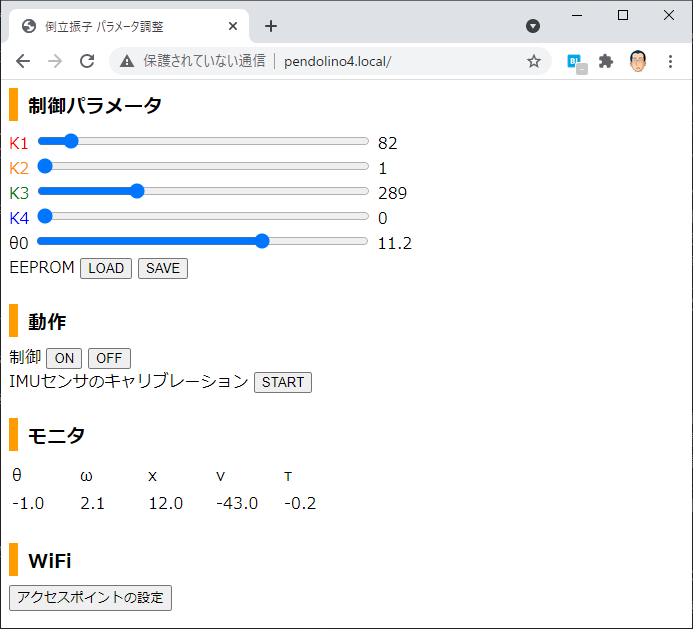 倒立振子 パラメータ調整
保護されていない通信 | pendolino4.local/
制御パラメータ
K1 82
K2 1
K3 289
K4 0
θ0 11.2
EEPROM LOAD SAVE
動作
制御 ON OFF
IMUセンサのキャリブレーション START
モニタ
θ ω x v τ
-1.0 2.1 12.0 -43.0 -0.2
WiFi
アクセスポイントの設定